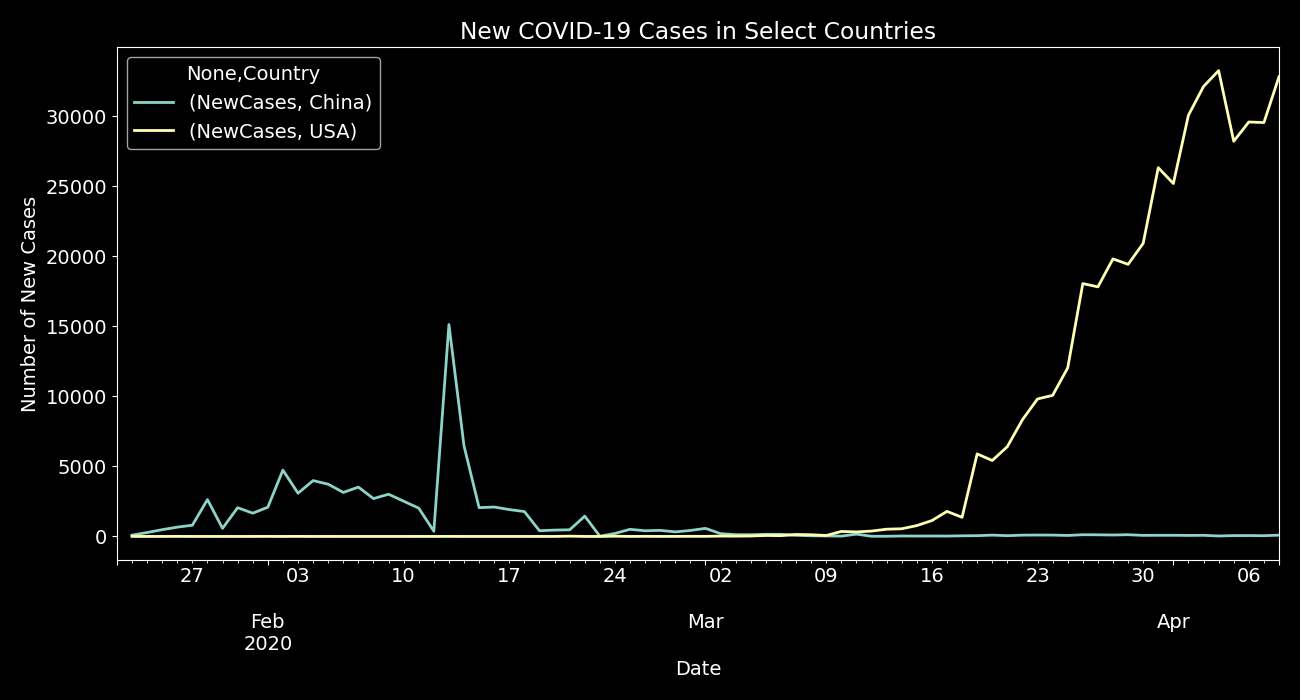 New COVID-19 Cases in Select Countries
None,Country
(NewCases, China)
(NewCases, USA)
Number of New Cases
30000
25000
20000
15000
10000
5000
0
27 03 10 17 24 02 09 16 23 30 06
Feb Mar Apr
2020
Date